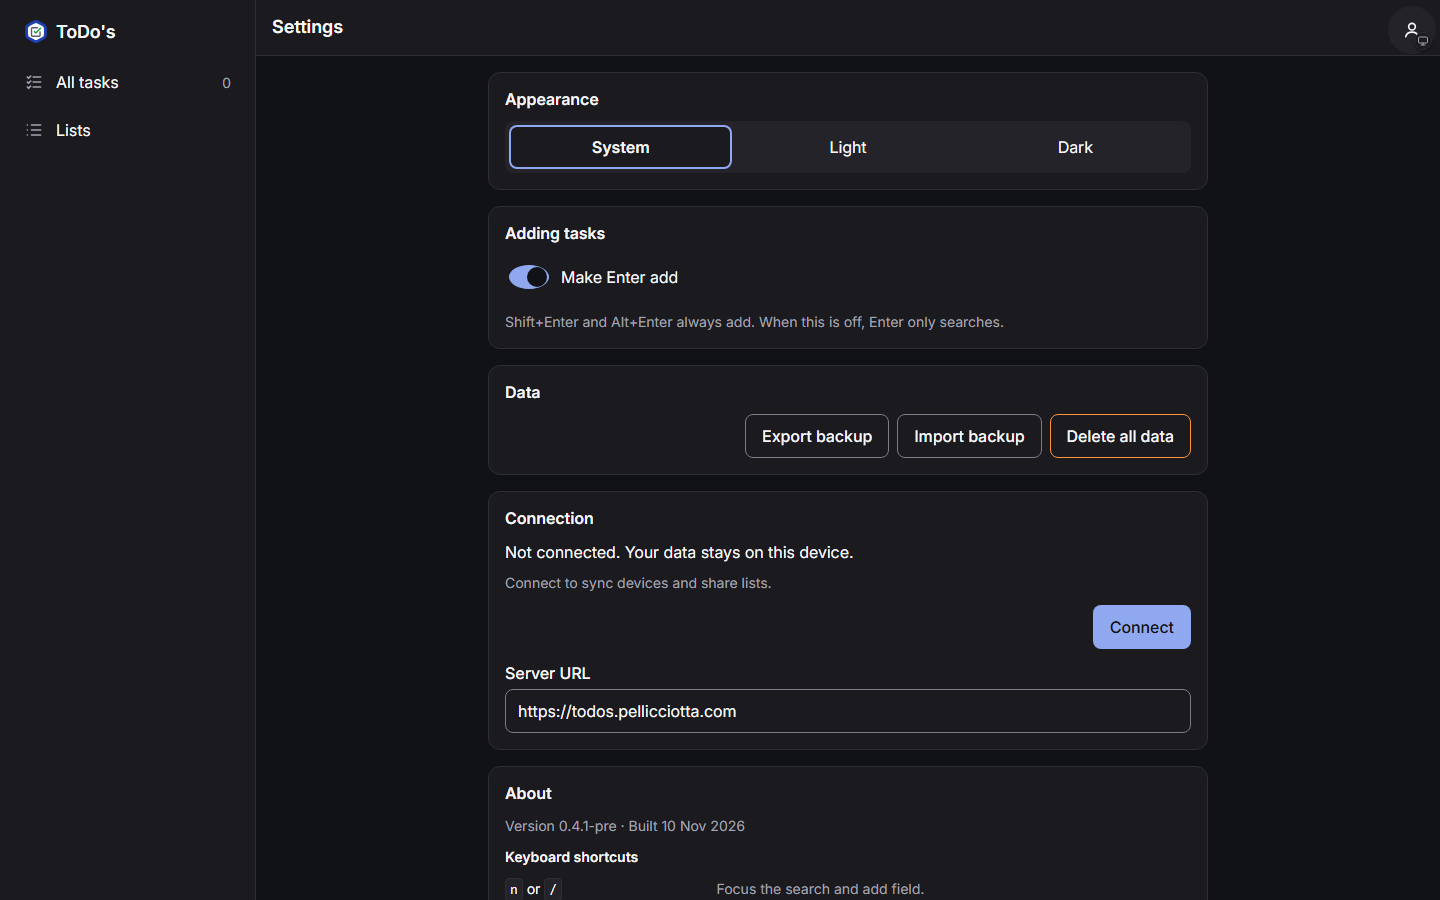 ToDo's
Settings
All tasks 0
Lists
Appearance
System Light Dark
Adding tasks
Make Enter add
Shift+Enter and Alt+Enter always add. When this is off, Enter only searches.
Data
Export backup Import backup Delete all data
Connection
Not connected. Your data stays on this device.
Connect to sync devices and share lists.
Connect
Server URL
https://todos.pellicciotta.com
About
Version 0.4.1-pre · Built 10 Nov 2026
Keyboard shortcuts
n or / Focus the search and add field.